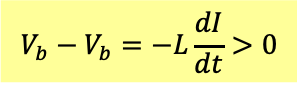 V_b − V_b = −L dI/dt > 0